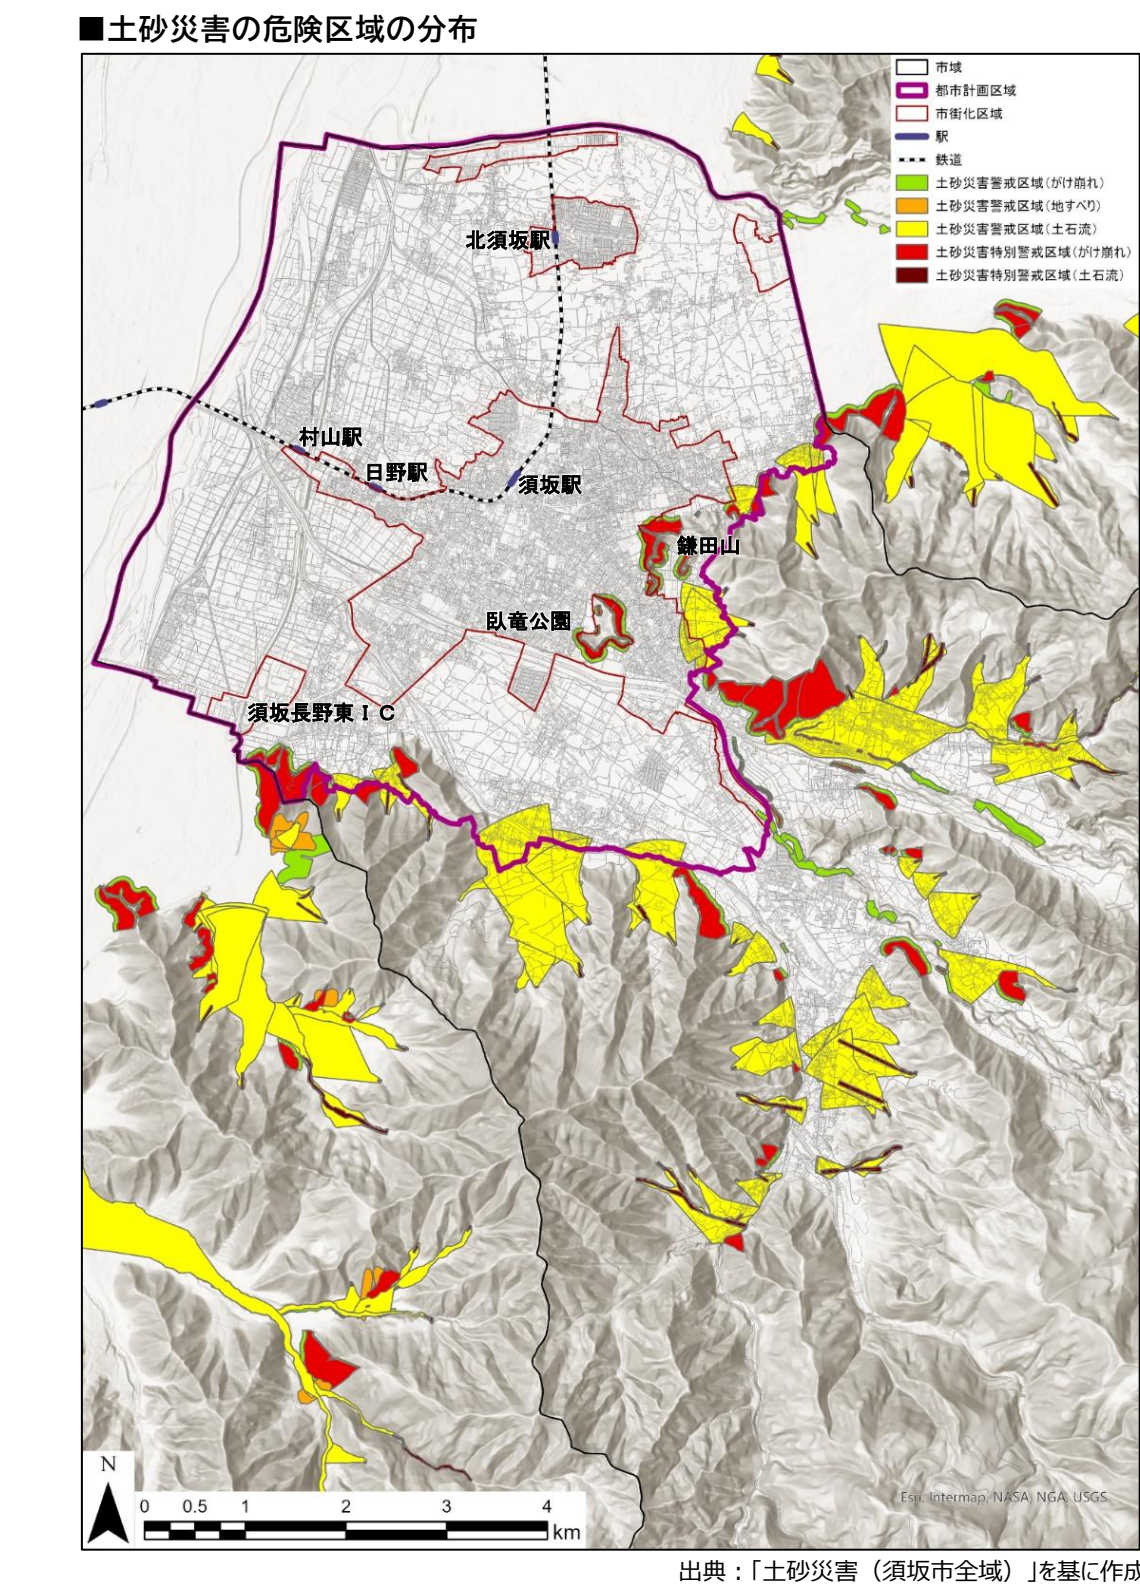 ■土砂災害の危険区域の分布
市域
都市計画区域
市街化区域
駅
鉄道
土砂災害警戒区域(がけ崩れ)
土砂災害警戒区域(地すべり)
土砂災害警戒区域(土石流)
土砂災害特別警戒区域(がけ崩れ)
土砂災害特別警戒区域(土石流)
北須坂駅
村山駅
日野駅
須坂駅
鎌田山
臥竜公園
須坂長野東IC
N
0 0.5 1 2 3 4
km
Esri, Intermap, NASA, NGA, USGS
出典:「土砂災害(須坂市全域)」を基に作成